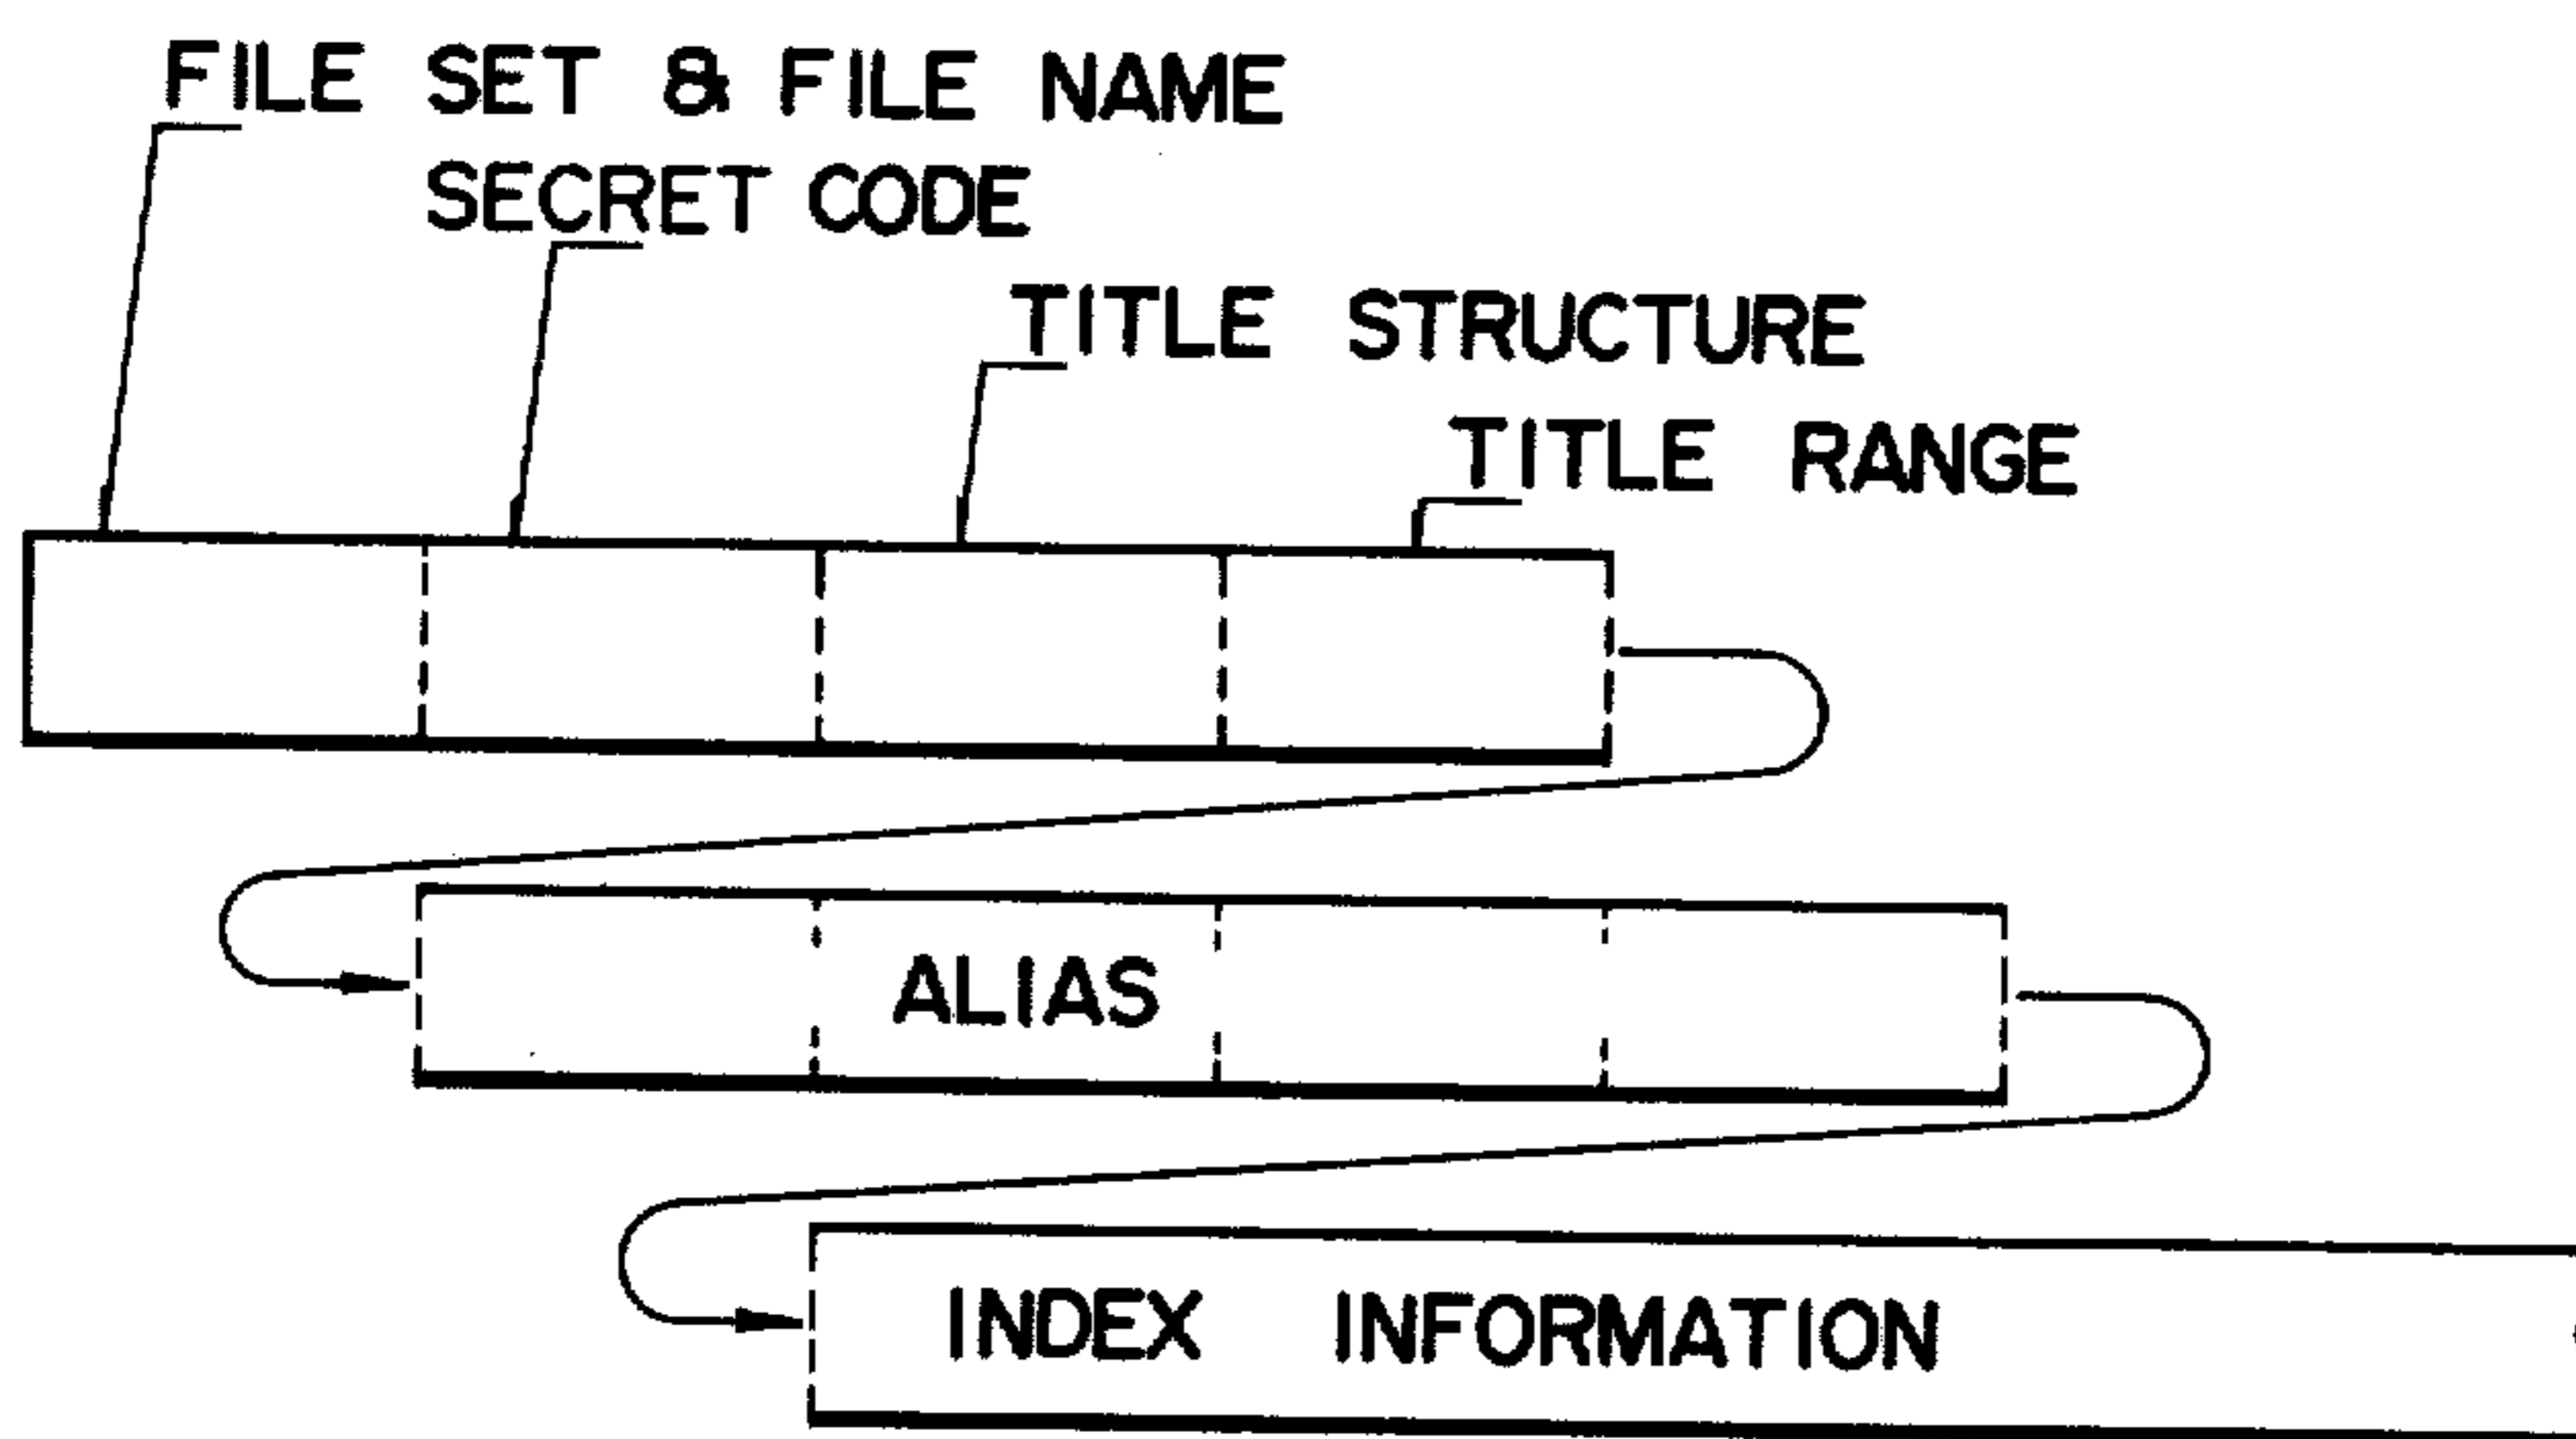 FILE SET & FILE NAME
SECRET CODE
TITLE STRUCTURE
TITLE RANGE
ALIAS
INDEX INFORMATION